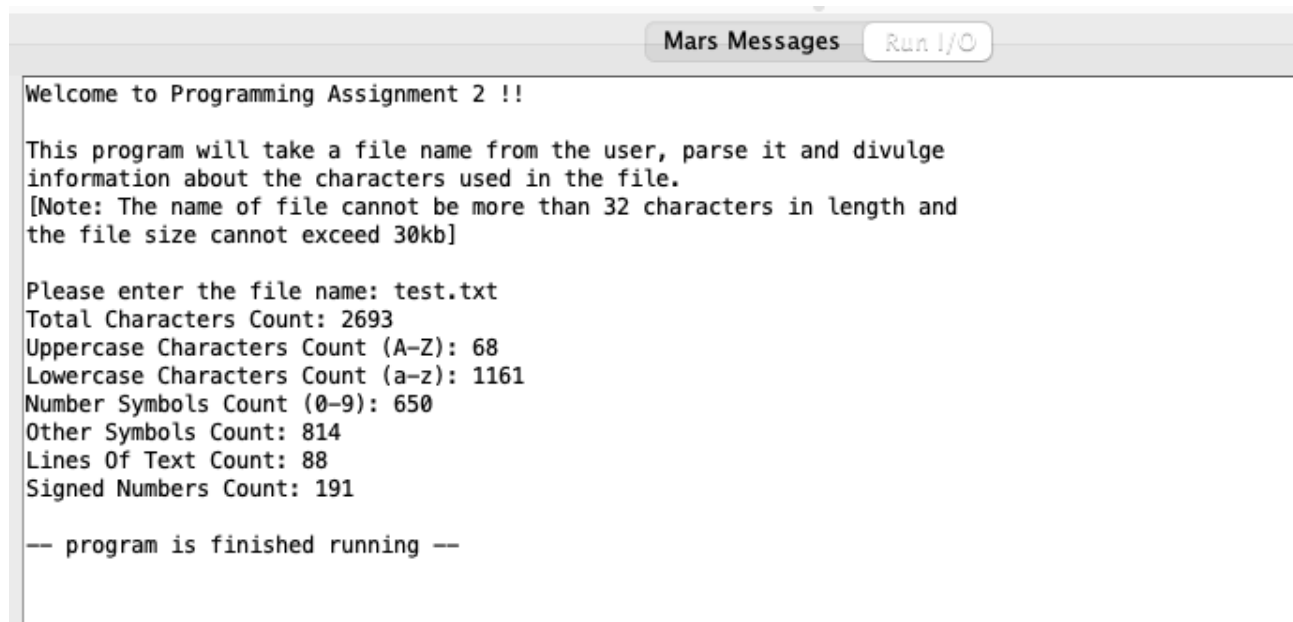 Mars Messages Run I/O
Welcome to Programming Assignment 2 !!
This program will take a file name from the user, parse it and divulge
information about the characters used in the file.
[Note: The name of file cannot be more than 32 characters in length and
the file size cannot exceed 30kb]
Please enter the file name: test.txt
Total Characters Count: 2693
Uppercase Characters Count (A-Z): 68
Lowercase Characters Count (a-z): 1161
Number Symbols Count (0-9): 650
Other Symbols Count: 814
Lines Of Text Count: 88
Signed Numbers Count: 191
-- program is finished running --